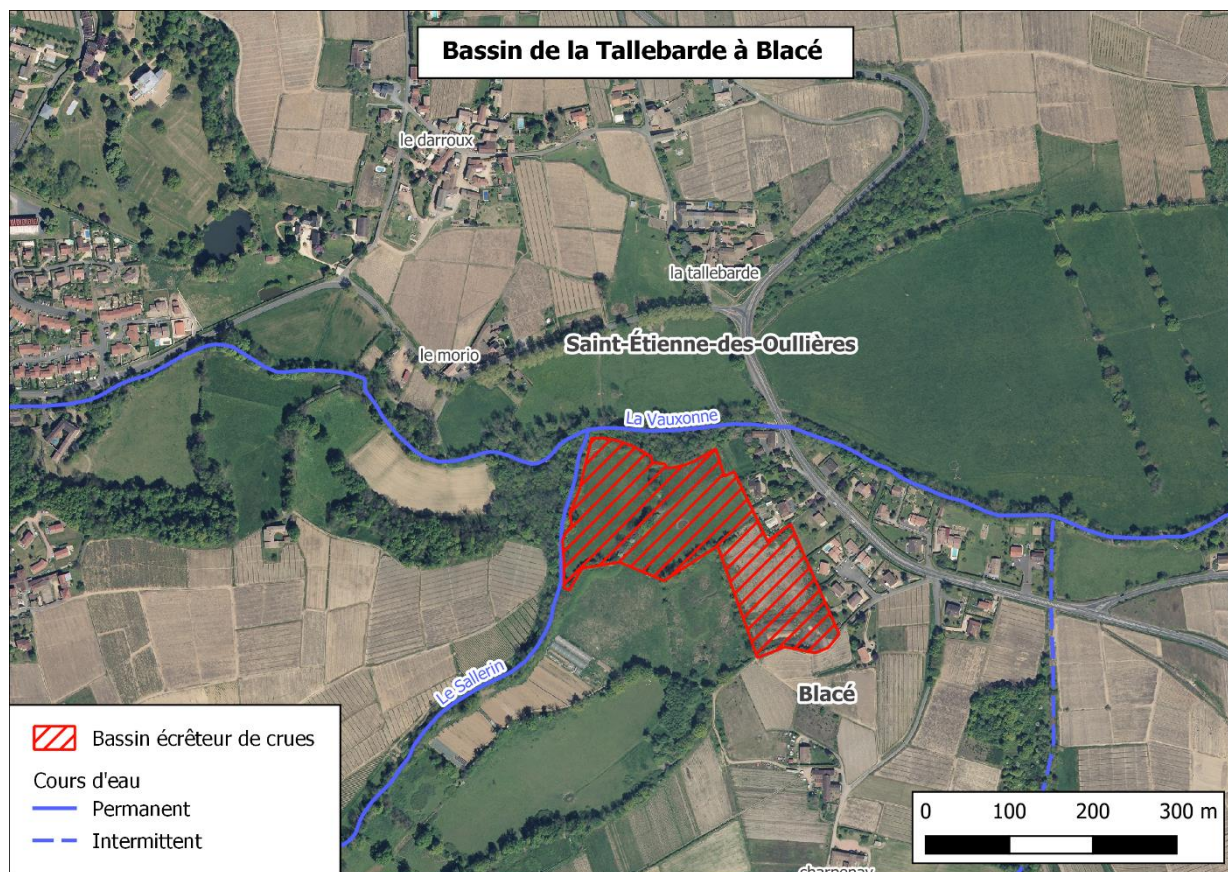 Bassin de la Tallebarde à Blacé
le darroux
la tallebarde
Saint-Étienne-des-Oullières
le morio
La Vauxonne
Le Sallerin
Blacé
charpenay
Bassin écrêteur de crues
Cours d'eau
Permanent
Intermittent
0 100 200 300 m